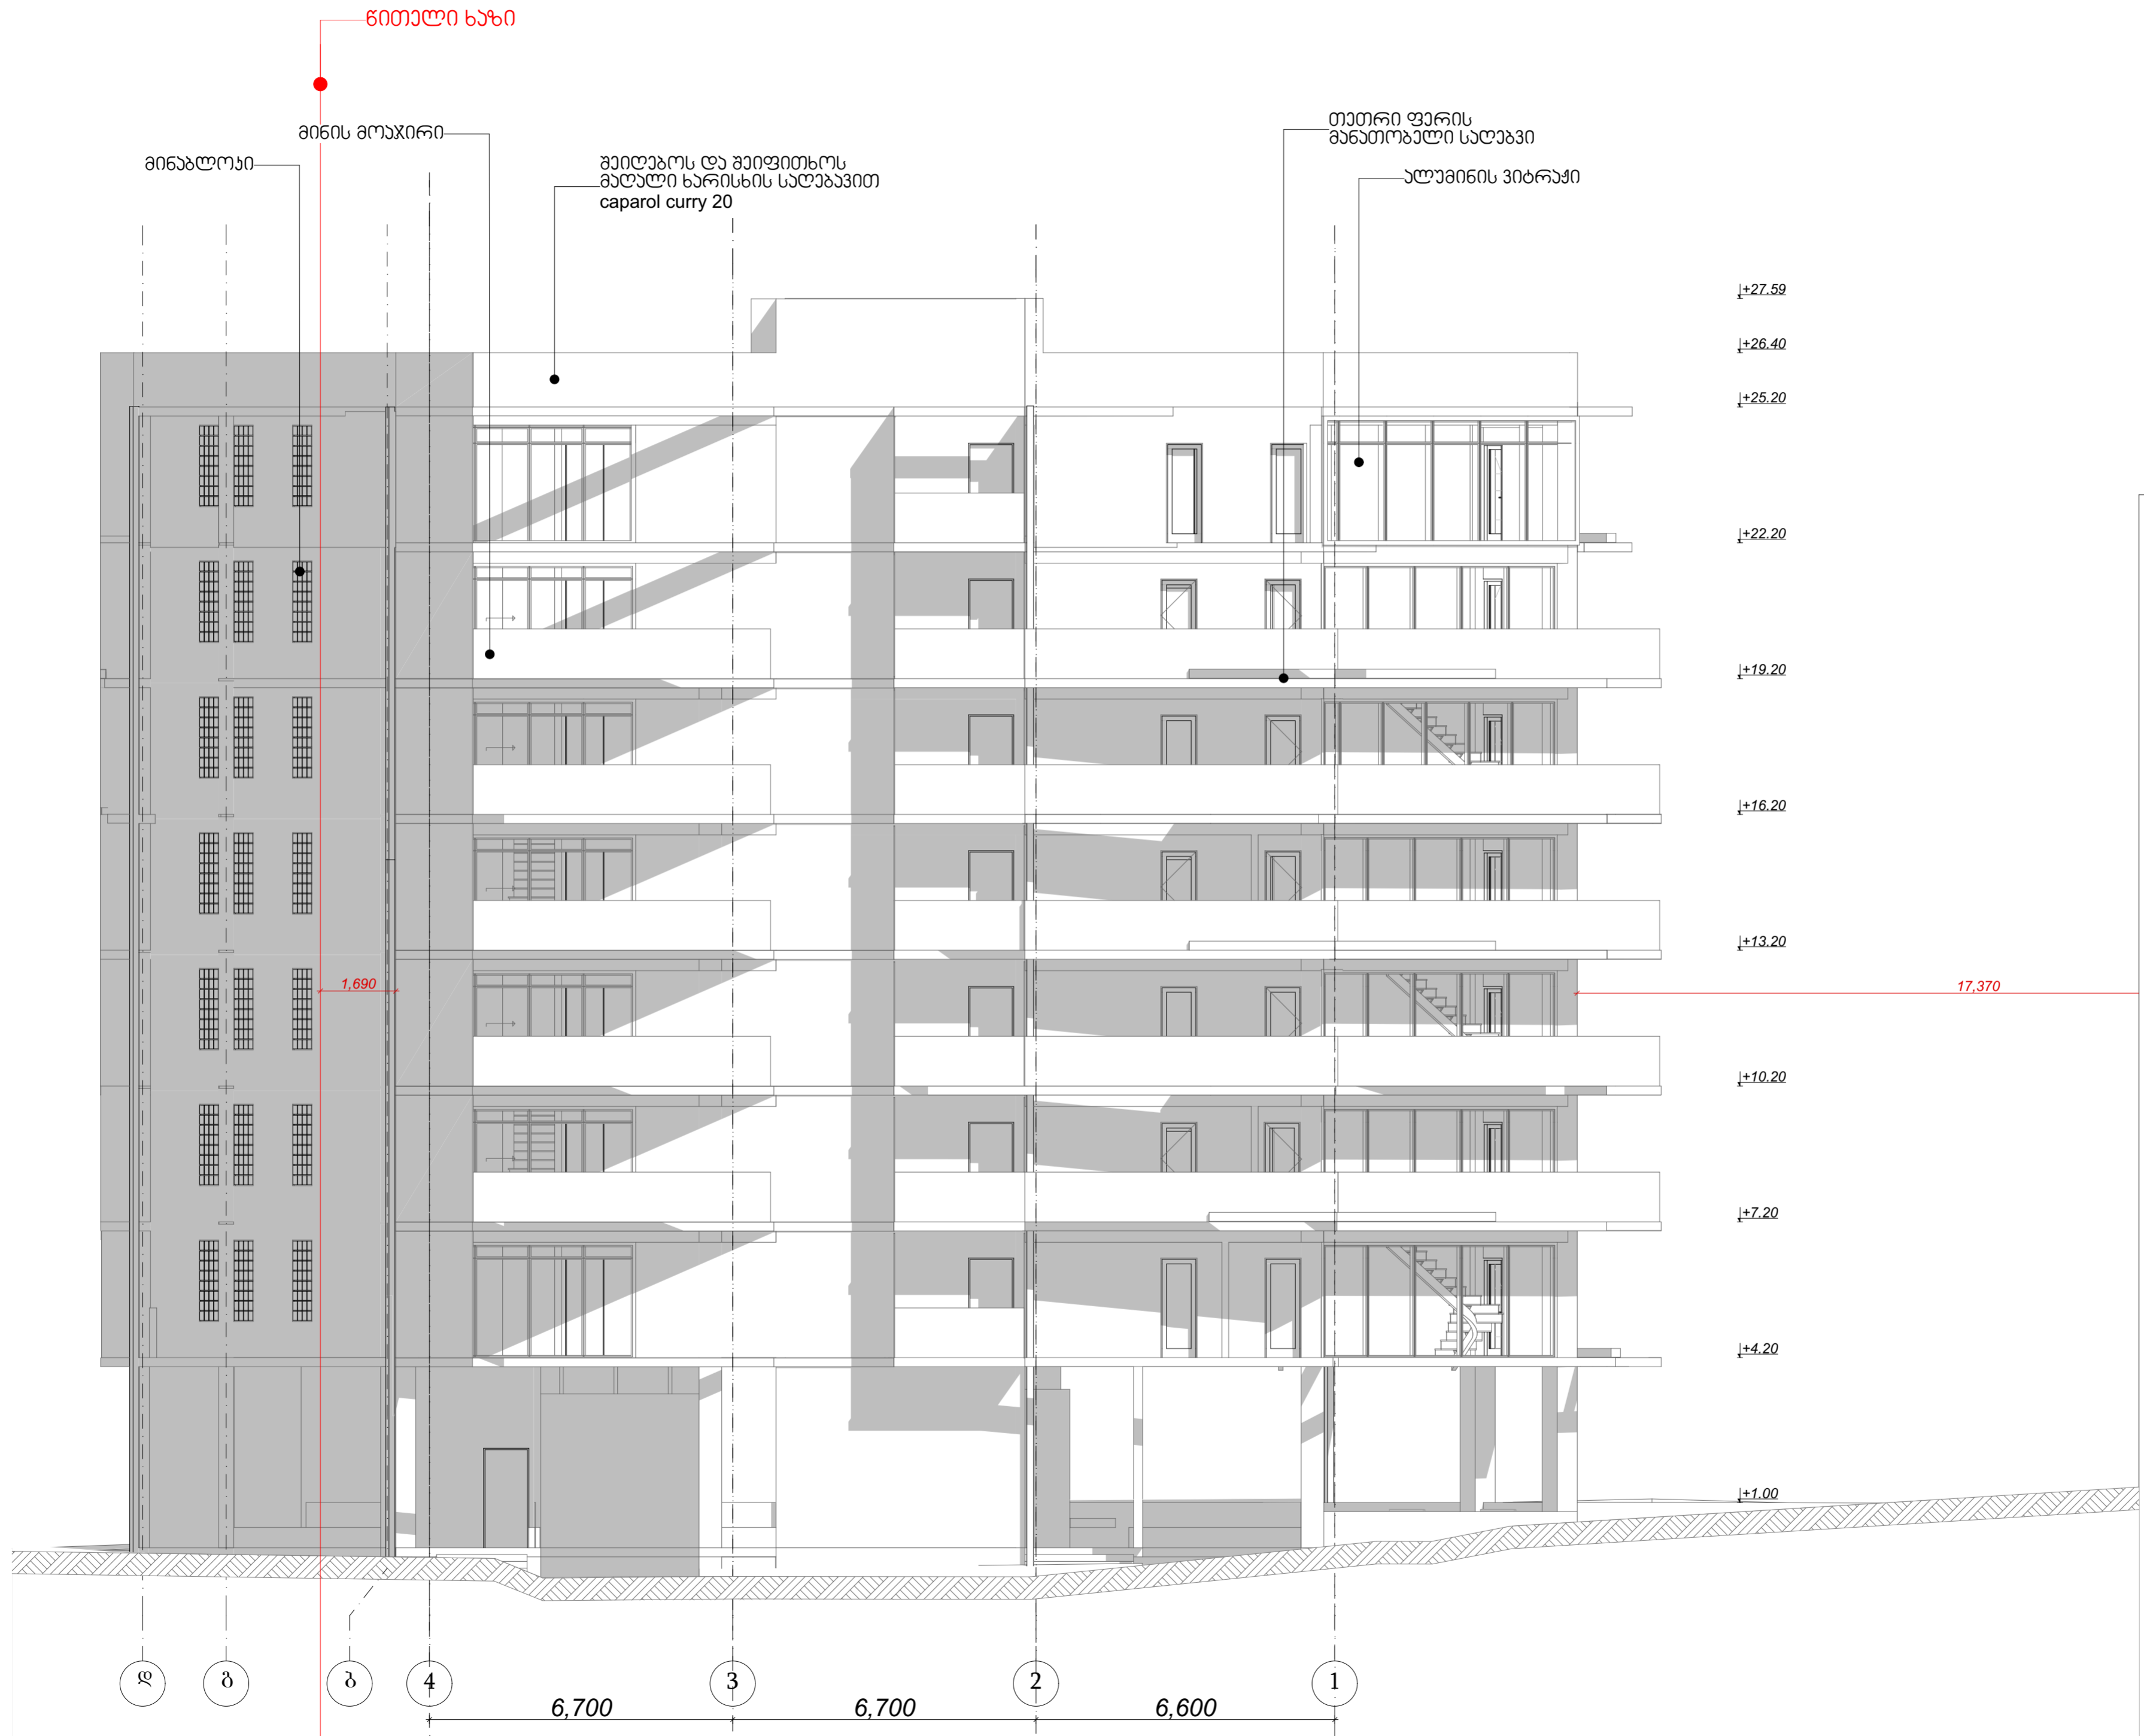 წითელი ხაზი
მინის მოაჯირი
მინაბლოკი
შეიღებოს და შეიფითხოს
მაღალი ხარისხის საღებავით
caparol curry 20
თეთრი ფერის
მანათობელი საღებვი
ალუმინის ვიტრაჟი
+27.59
+26.40
+25.20
+22.20
+19.20
+16.20
+13.20
1,690
17,370
+10.20
+7.20
+4.20
+1.00
დ
გ
ბ
4
3
2
1
6,700
6,700
6,600